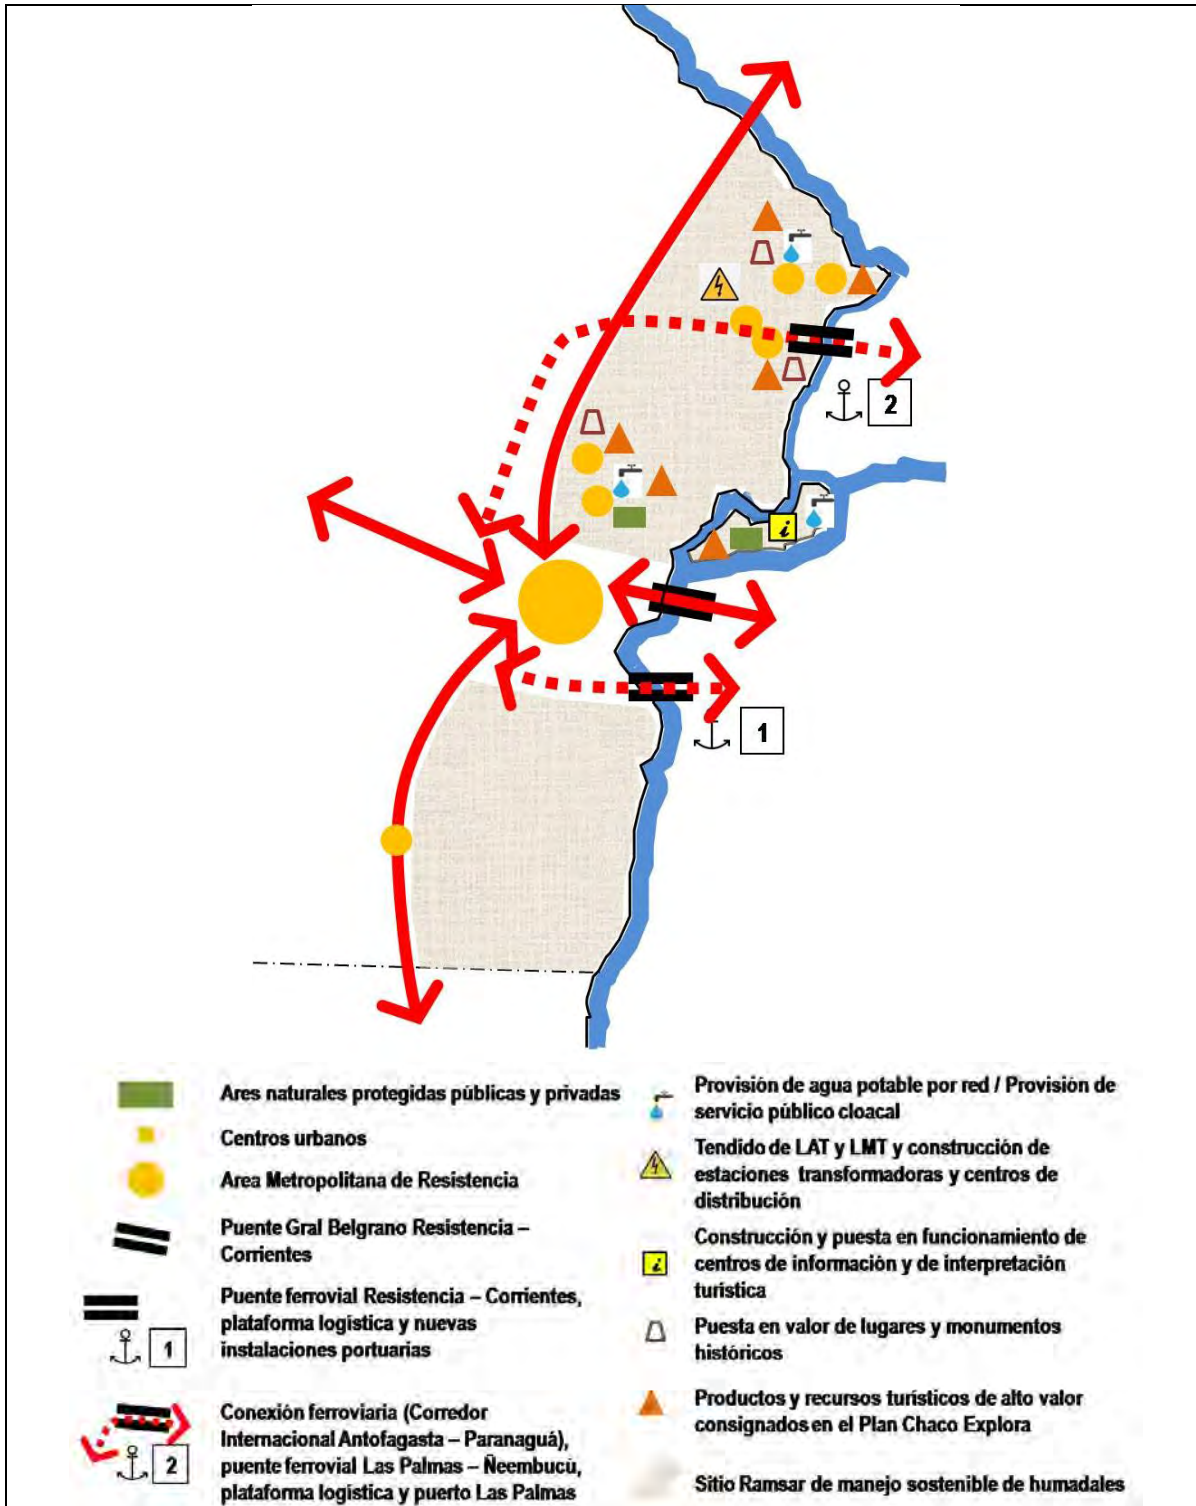 2
i
1
Ares naturales protegidas públicas y privadas
Centros urbanos
Area Metropolitana de Resistencia
Puente Gral Belgrano Resistencia –
Corrientes
Puente ferrovial Resistencia – Corrientes,
plataforma logística y nuevas
instalaciones portuarias
1
Conexión ferroviaria (Corredor
Internacional Antofagasta – Paranaguá),
puente ferrovial Las Palmas – Ñeembucú,
plataforma logística y puerto Las Palmas
2
Provisión de agua potable por red / Provisión de
servicio público cloacal
Tendido de LAT y LMT y construcción de
estaciones transformadoras y centros de
distribución
i
Construcción y puesta en funcionamiento de
centros de información y de interpretación
turística
Puesta en valor de lugares y monumentos
históricos
Productos y recursos turísticos de alto valor
consignados en el Plan Chaco Explora
Sitio Ramsar de manejo sostenible de humadales